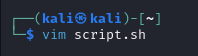 ┌──(kali㉿kali)-[~]
└─$ vim script.sh